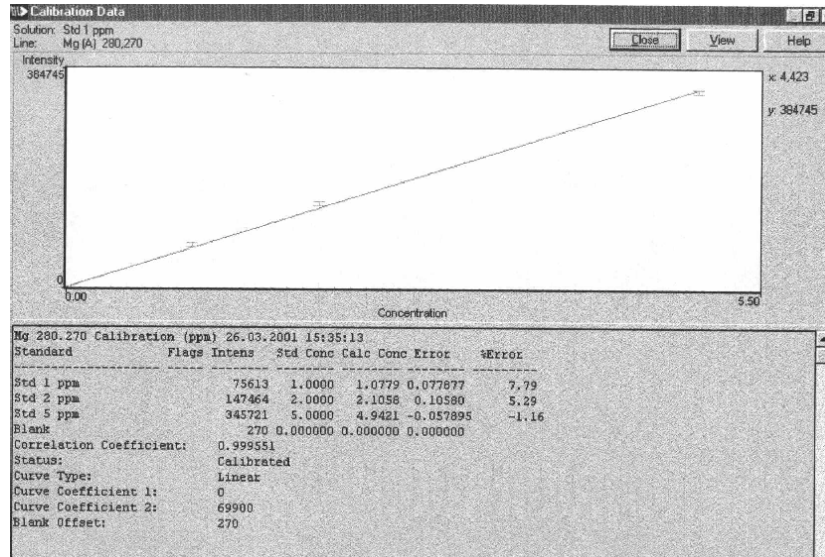 Calibration Data
Solution: Std 1 ppm
Line: Mg (A) 280,270
Close View Help
Intensity
384745
x: 4,423
y: 384745
0
0.00
5.50
Concentration
Mg 280.270 Calibration (ppm) 26.03.2001 15:35:13
Standard Flags Intens Std Conc Calc Conc Error %Error
Std 1 ppm 75613 1.0000 1.0779 0.077877 7.79
Std 2 ppm 147464 2.0000 2.1058 0.10580 5.29
Std 5 ppm 345721 5.0000 4.9421 -0.057895 -1.16
Blank 270 0.000000 0.000000 0.000000
Correlation Coefficient: 0.999551
Status: Calibrated
Curve Type: Linear
Curve Coefficient 1: 0
Curve Coefficient 2: 69900
Blank Offset: 270